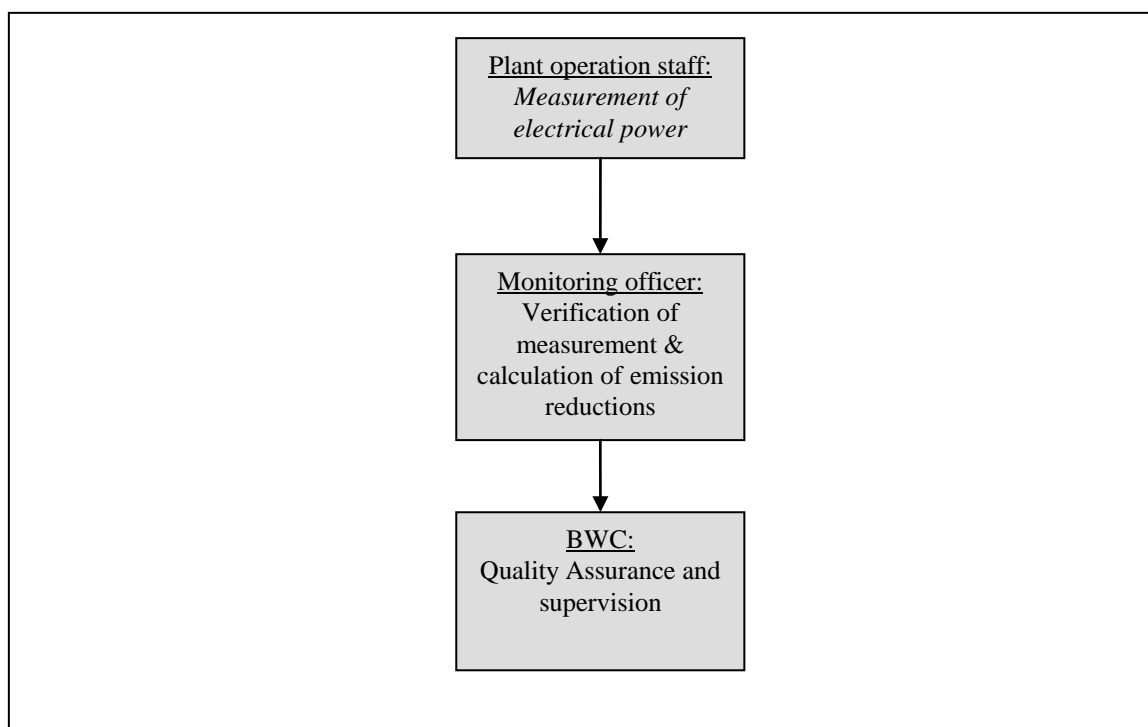 Plant operation staff:
Measurement of
electrical power
Monitoring officer:
Verification of
measurement &
calculation of emission
reductions
BWC:
Quality Assurance and
supervision